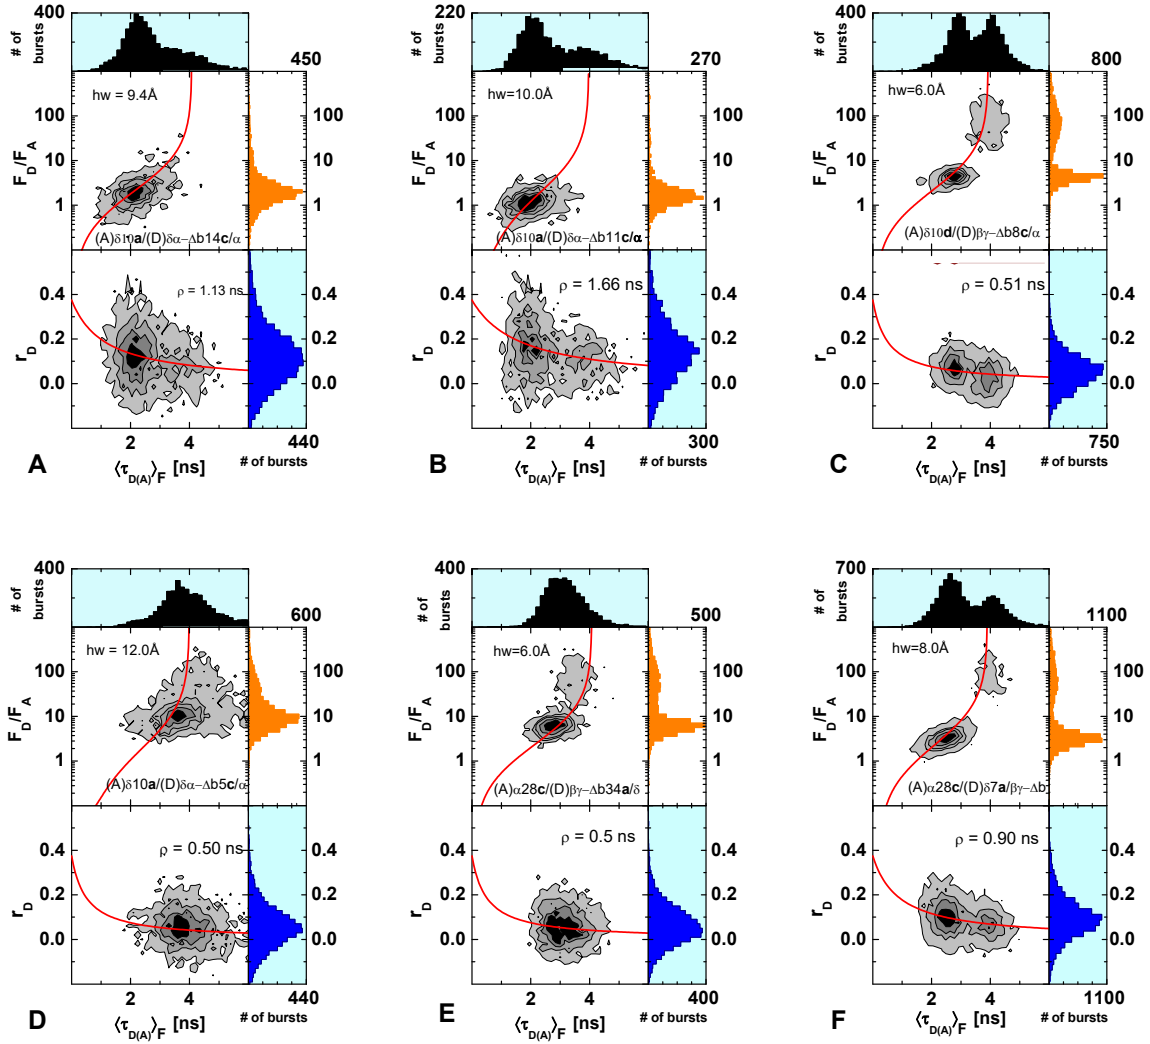 400
# of
bursts
450
hw = 9.4Å
100
10
1
F_D/F_A
100
10
1
(A)δ10a/(D)δα−Δb14c/α
ρ = 1.13 ns
0.4
0.2
0.0
r_D
0.4
0.2
0.0
2 4
440
A
⟨τ_D(A)⟩_F [ns]
# of bursts
220
# of
bursts
270
hw=10.0Å
100
10
1
F_D/F_A
100
10
1
(A)δ10a/(D)δα−Δb11c/α
ρ = 1.66 ns
0.4
0.2
0.0
r_D
0.4
0.2
0.0
2 4
300
B
⟨τ_D(A)⟩_F [ns]
# of bursts
400
# of
bursts
800
hw=6.0Å
100
10
1
F_D/F_A
100
10
1
(A)δ10d/(D)βγ−Δb8c/α
ρ = 0.51 ns
0.4
0.2
0.0
r_D
0.4
0.2
0.0
2 4
750
C
⟨τ_D(A)⟩_F [ns]
# of bursts
400
# of
bursts
600
hw = 12.0Å
100
10
1
F_D/F_A
100
10
1
(A)δ10a/(D)δα−Δb5c/α
ρ = 0.50 ns
0.4
0.2
0.0
r_D
0.4
0.2
0.0
2 4
440
D
⟨τ_D(A)⟩_F [ns]
# of bursts
400
# of
bursts
500
hw=6.0Å
100
10
1
F_D/F_A
100
10
1
(A)α28c/(D)βγ−Δb34a/δ
ρ = 0.5 ns
0.4
0.2
0.0
r_D
0.4
0.2
0.0
2 4
400
E
⟨τ_D(A)⟩_F [ns]
# of bursts
700
# of
bursts
1100
hw=8.0Å
100
10
1
F_D/F_A
100
10
1
(A)α28c/(D)δ7a/βγ−Δb
ρ = 0.90 ns
0.4
0.2
0.0
r_D
0.4
0.2
0.0
2 4
1100
F
⟨τ_D(A)⟩_F [ns]
# of bursts